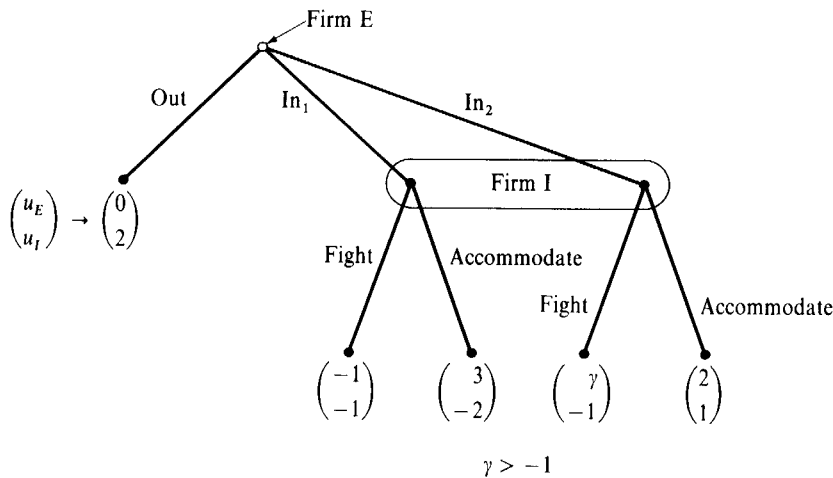 Firm E
Out
In₁
In₂
Firm I
(u_E u_I) → (0 2)
Fight
Accommodate
Fight
Accommodate
(−1 −1)
(3 −2)
(γ −1)
(2 1)
γ > −1